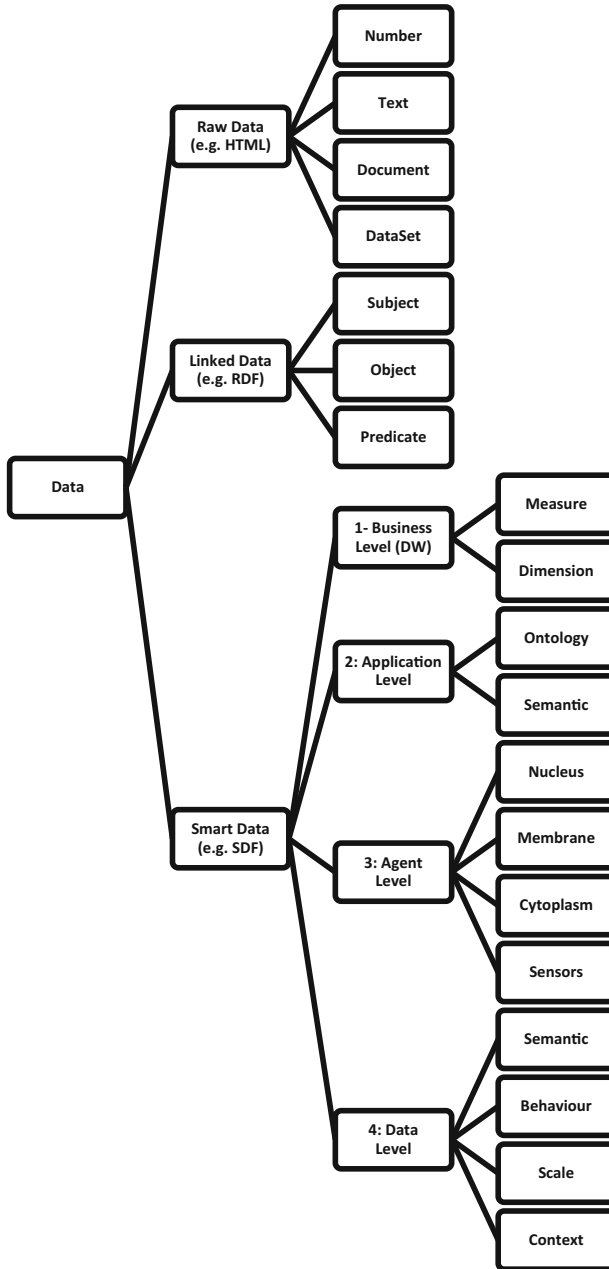 Number
Text
Raw Data
(e.g. HTML)
Document
DataSet
Subject
Linked Data
(e.g. RDF)
Object
Predicate
Data
Measure
1- Business
Level (DW)
Dimension
Ontology
2: Application
Level
Semantic
Nucleus
Smart Data
(e.g. SDF)
Membrane
3: Agent
Level
Cytoplasm
Sensors
Semantic
Behaviour
4: Data
Level
Scale
Context